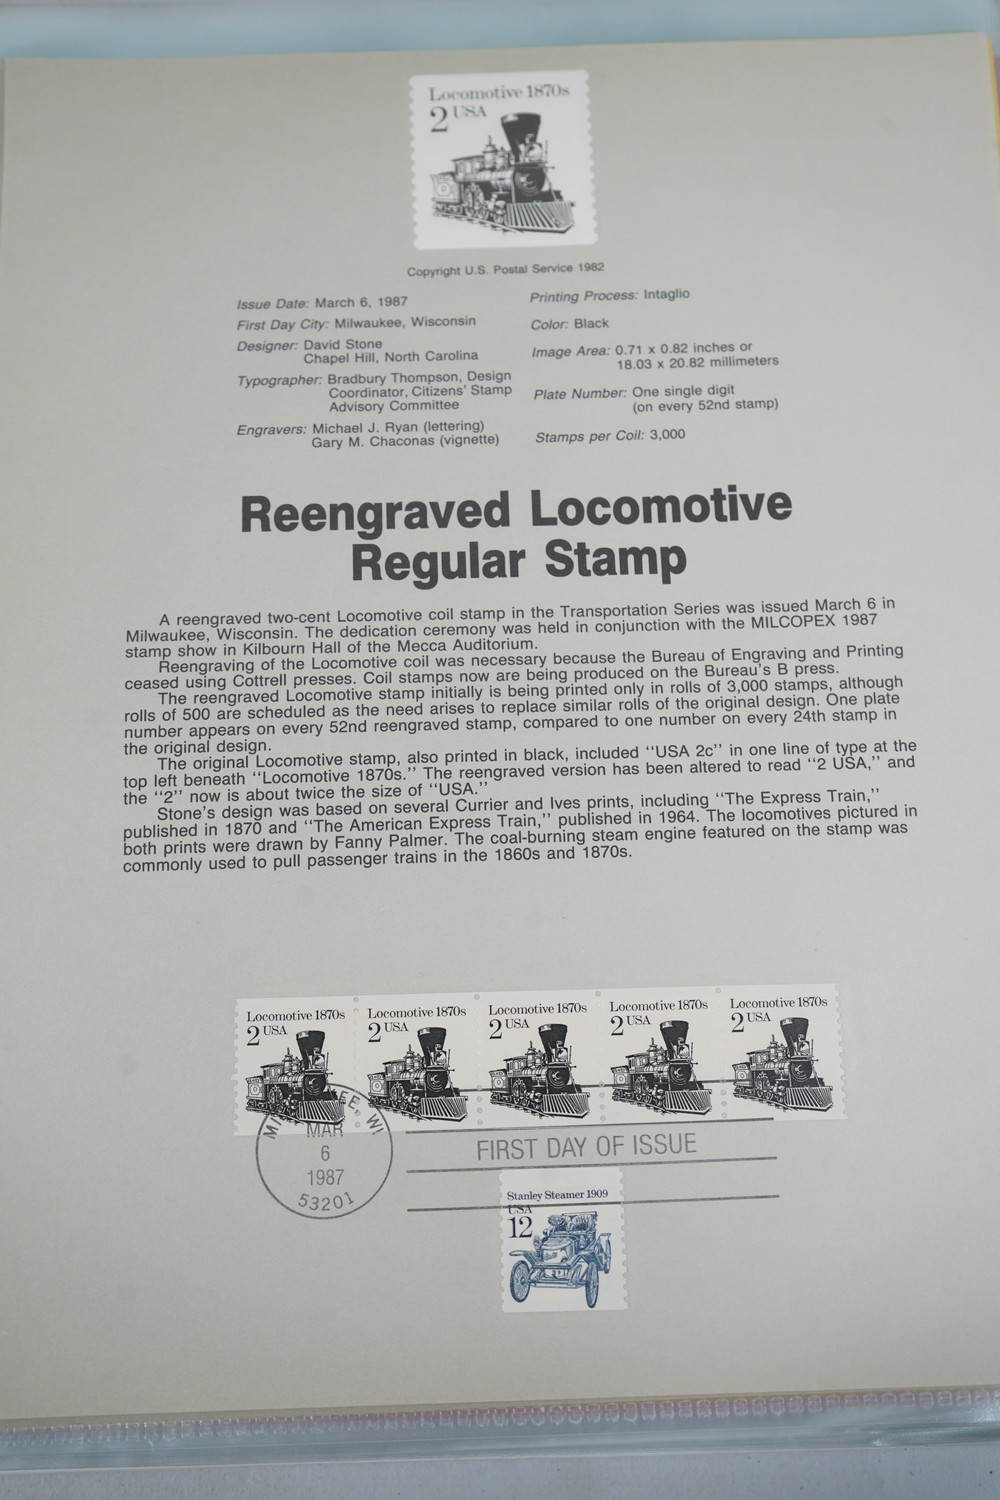 Locomotive 1870s
2 USA
Copyright U.S. Postal Service 1982
Issue Date: March 6, 1987
First Day City: Milwaukee, Wisconsin
Designer: David Stone
Chapel Hill, North Carolina
Typographer: Bradbury Thompson, Design
Coordinator, Citizens' Stamp
Advisory Committee
Engravers: Michael J. Ryan (lettering)
Gary M. Chaconas (vignette)
Printing Process: Intaglio
Color: Black
Image Area: 0.71 x 0.82 inches or
18.03 x 20.82 millimeters
Plate Number: One single digit
(on every 52nd stamp)
Stamps per Coil: 3,000
Reengraved Locomotive
Regular Stamp
A reengraved two-cent Locomotive coil stamp in the Transportation Series was issued March 6 in
Milwaukee, Wisconsin. The dedication ceremony was held in conjunction with the MILCOPEX 1987
stamp show in Kilbourn Hall of the Mecca Auditorium.
Reengraving of the Locomotive coil was necessary because the Bureau of Engraving and Printing
ceased using Cottrell presses. Coil stamps now are being produced on the Bureau's B press.
The reengraved Locomotive stamp initially is being printed only in rolls of 3,000 stamps, although
rolls of 500 are scheduled as the need arises to replace similar rolls of the original design. One plate
number appears on every 52nd reengraved stamp, compared to one number on every 24th stamp in
the original design.
The original Locomotive stamp, also printed in black, included "USA 2c" in one line of type at the
top left beneath "Locomotive 1870s." The reengraved version has been altered to read "2 USA," and
the "2" now is about twice the size of "USA."
Stone's design was based on several Currier and Ives prints, including "The Express Train,"
published in 1870 and "The American Express Train," published in 1964. The locomotives pictured in
both prints were drawn by Fanny Palmer. The coal-burning steam engine featured on the stamp was
commonly used to pull passenger trains in the 1860s and 1870s.
Locomotive 1870s
2 USA
Locomotive 1870s
2 USA
Locomotive 1870s
2 USA
Locomotive 1870s
2 USA
Locomotive 1870s
2 USA
WI
MAR
6
1987
53201
FIRST DAY OF ISSUE
Stanley Steamer 1909
USA
12